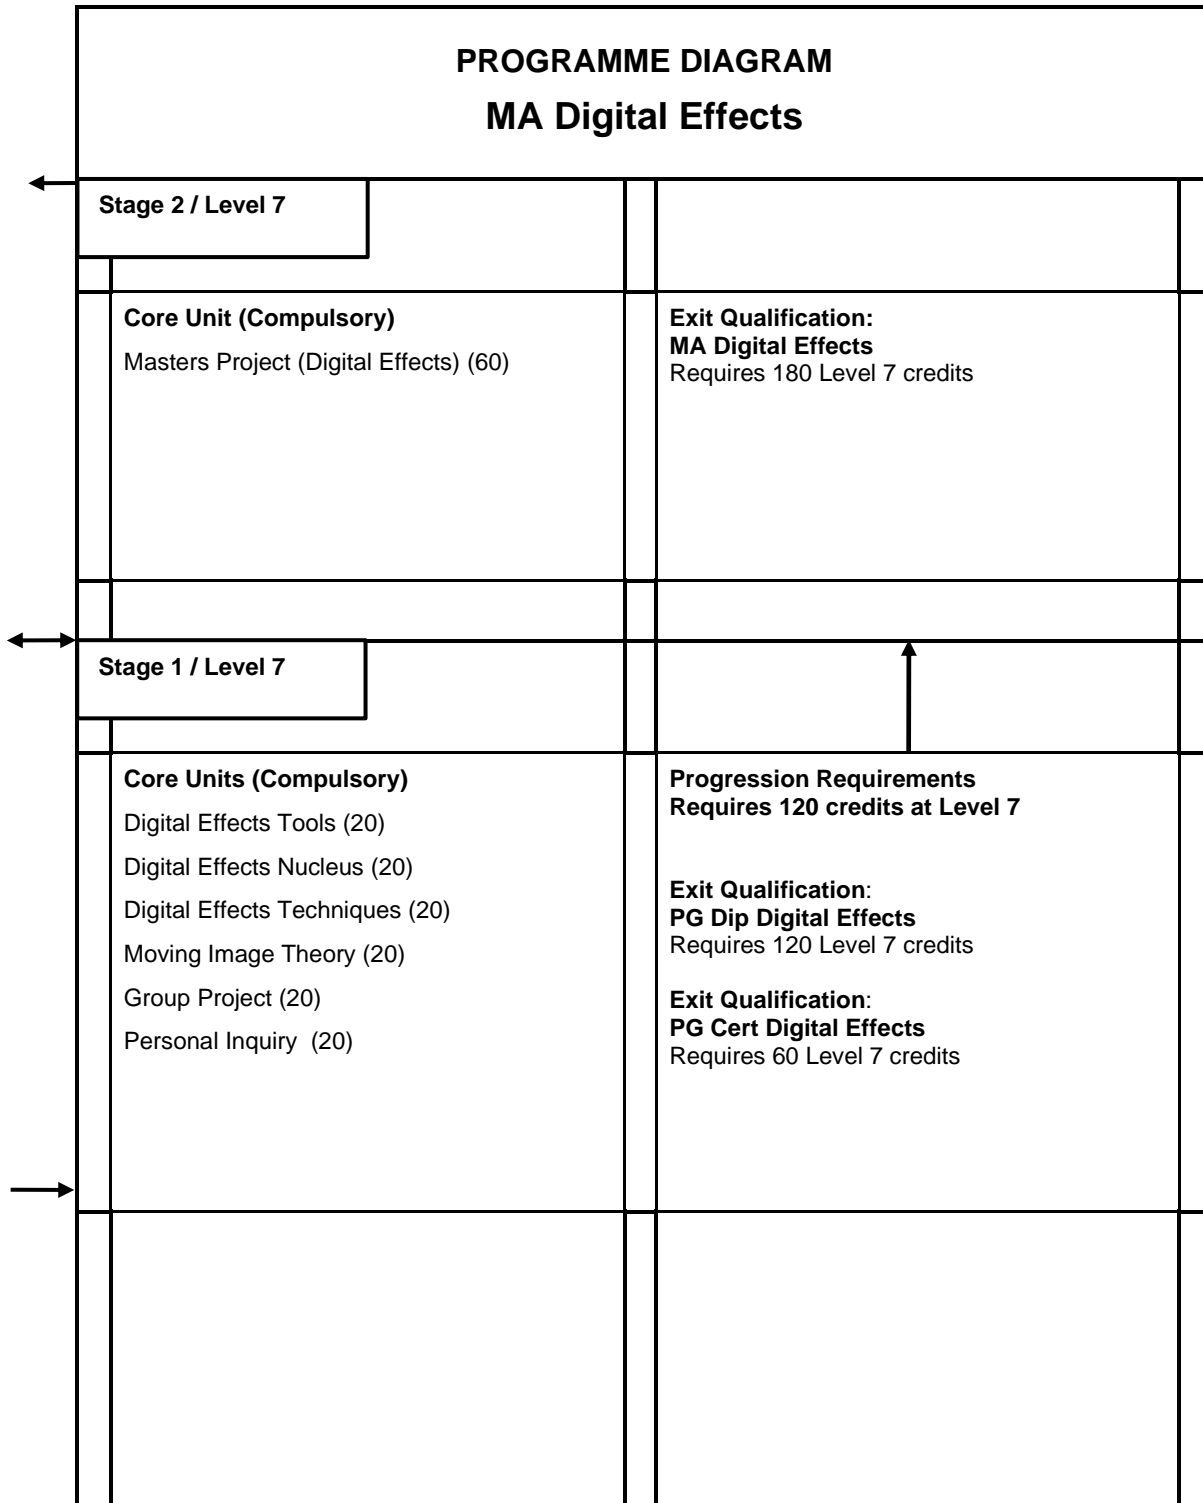 PROGRAMME DIAGRAM
MA Digital Effects
Stage 2 / Level 7
Core Unit (Compulsory)
Masters Project (Digital Effects) (60)
Exit Qualification:
MA Digital Effects
Requires 180 Level 7 credits
Stage 1 / Level 7
Core Units (Compulsory)
Digital Effects Tools (20)
Digital Effects Nucleus (20)
Digital Effects Techniques (20)
Moving Image Theory (20)
Group Project (20)
Personal Inquiry  (20)
Progression Requirements
Requires 120 credits at Level 7
Exit Qualification:
PG Dip Digital Effects
Requires 120 Level 7 credits
Exit Qualification:
PG Cert Digital Effects
Requires 60 Level 7 credits